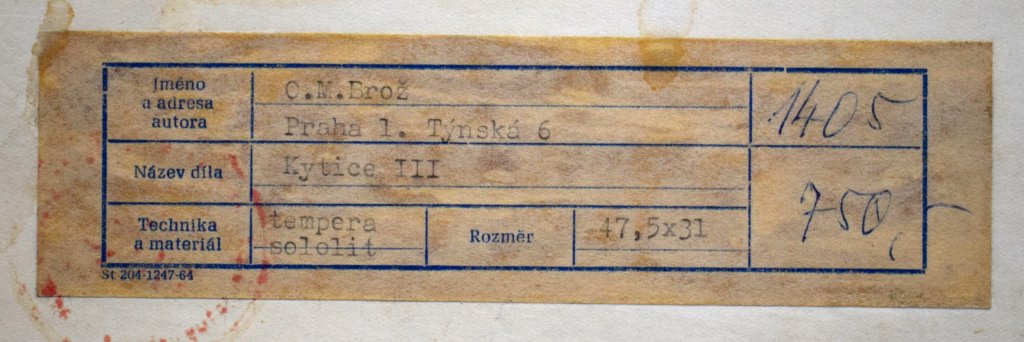 Jméno
a adresa
autora
C.M.Brož
Praha 1. Týnská 6
1405
Název díla
Kytice III
750,-
Technika
a materiál
tempera
sololit
Rozměr
47,5x31
St 204-1247-64